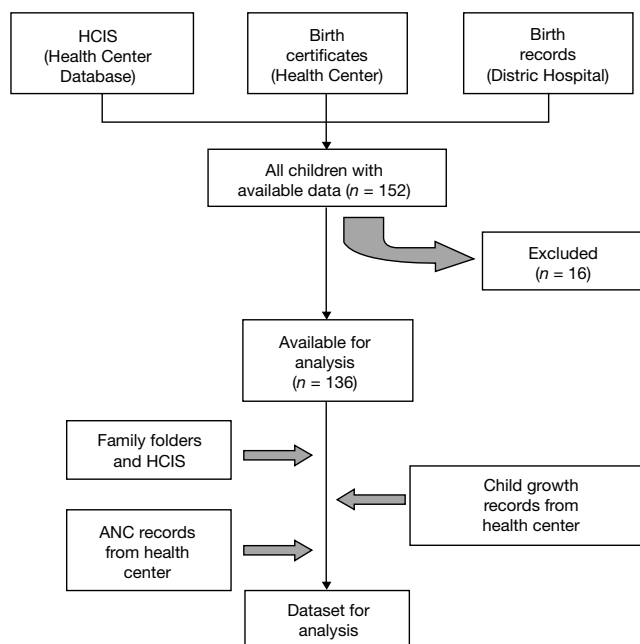 HCIS
(Health Center
Database)
Birth
certificates
(Health Center)
Birth
records
(Distric Hospital)
All children with
available data (n = 152)
Excluded
(n = 16)
Available for
analysis
(n = 136)
Family folders
and HCIS
Child growth
records from
health center
ANC records
from health
center
Dataset for
analysis